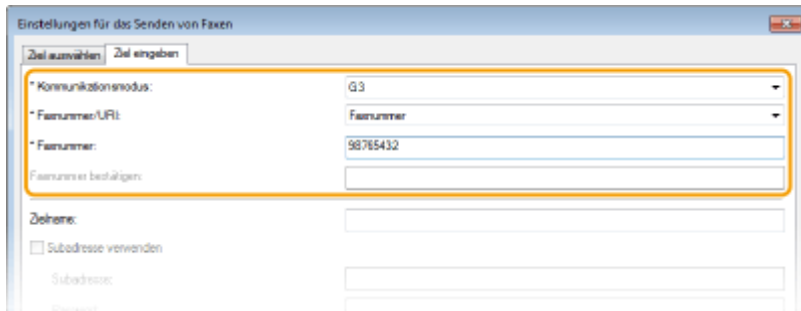 Einstellungen für das Senden von Faxen
Ziel auswählen Ziel eingeben
* Kommunikationsmodus: G3
* Faxnummer/URI: Faxnummer
* Faxnummer: 98765432
Faxnummer bestätigen:
Zielname:
Subadresse verwenden
Subadresse: